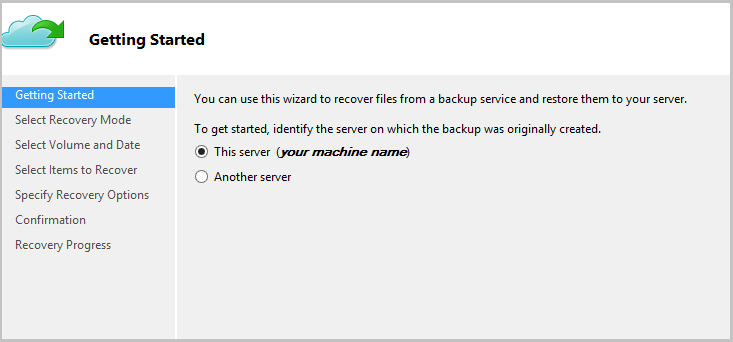 Getting Started
Getting Started
Select Recovery Mode
Select Volume and Date
Select Items to Recover
Specify Recovery Options
Confirmation
Recovery Progress
You can use this wizard to recover files from a backup service and restore them to your server.
To get started, identify the server on which the backup was originally created.
This server (your machine name)
Another server